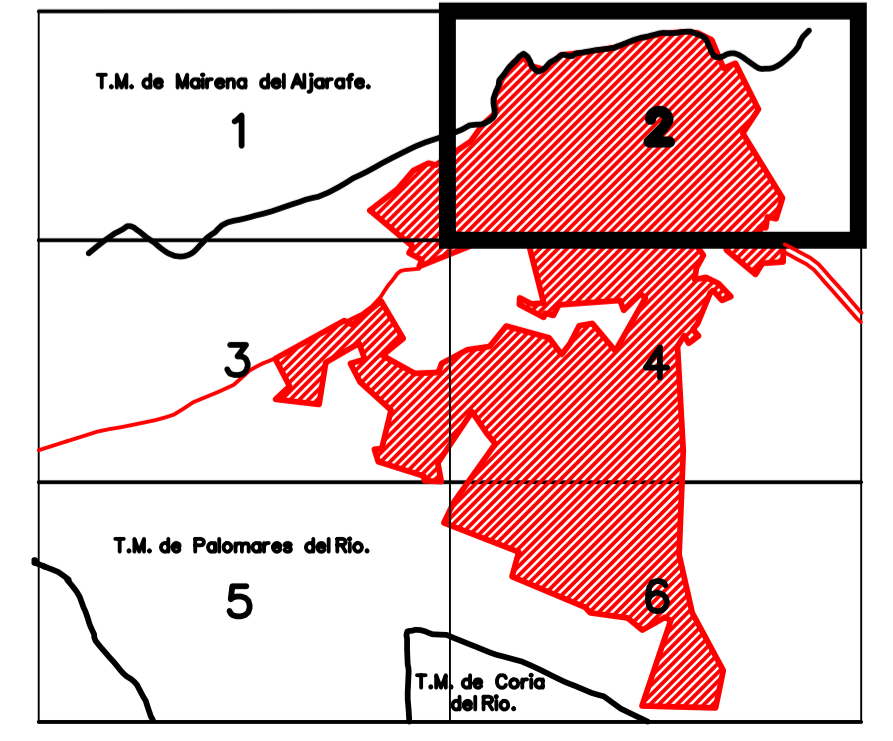 T.M. de Mairena del Aljarafe.
1
2
3
4
T.M. de Palomares del Rio.
5
6
T.M. de Coria
del Rio.